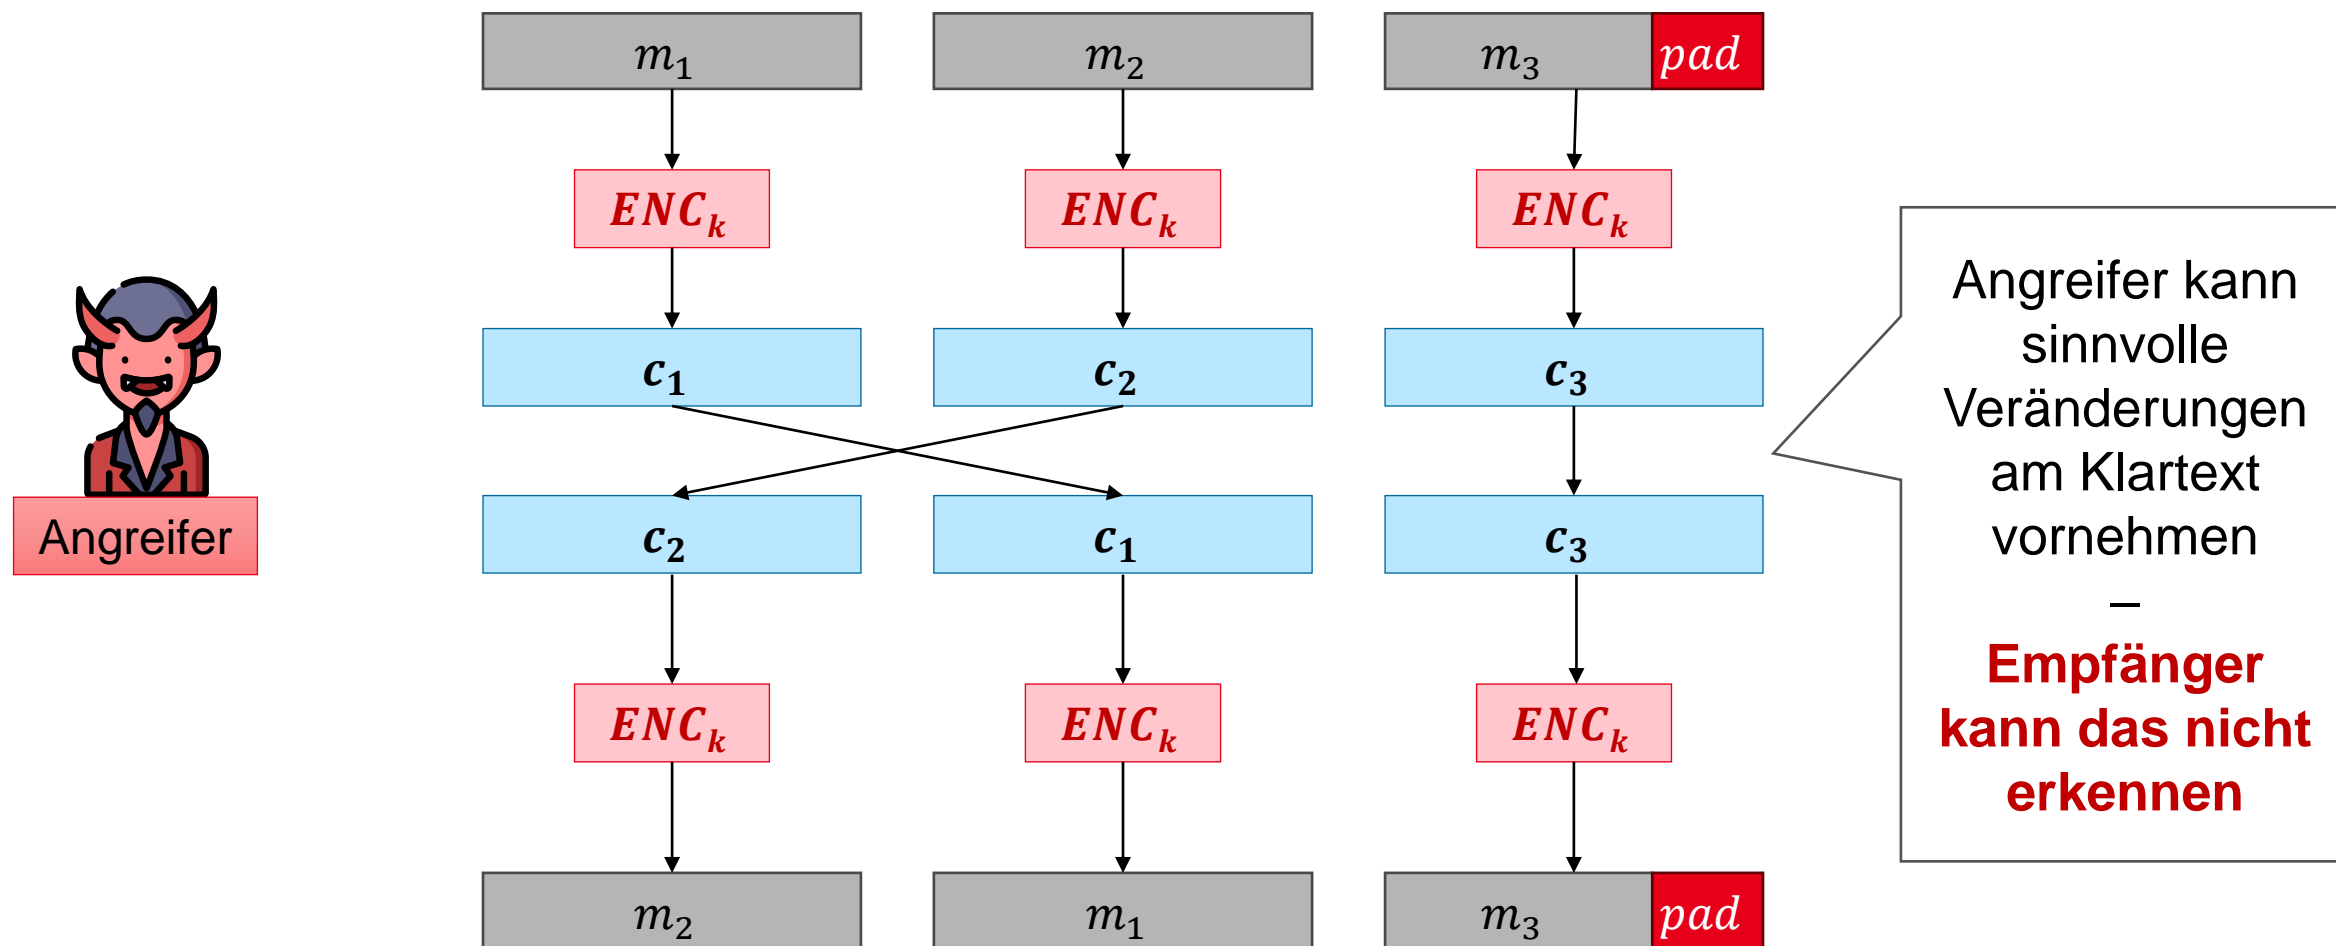 m₁ m₂ m₃ pad
ENCₖ ENCₖ ENCₖ
c₁ c₂ c₃
Angreifer
c₂ c₁ c₃
ENCₖ ENCₖ ENCₖ
m₂ m₁ m₃ pad
Angreifer kann
sinnvolle
Veränderungen
am Klartext
vornehmen
–
Empfänger
kann das nicht
erkennen